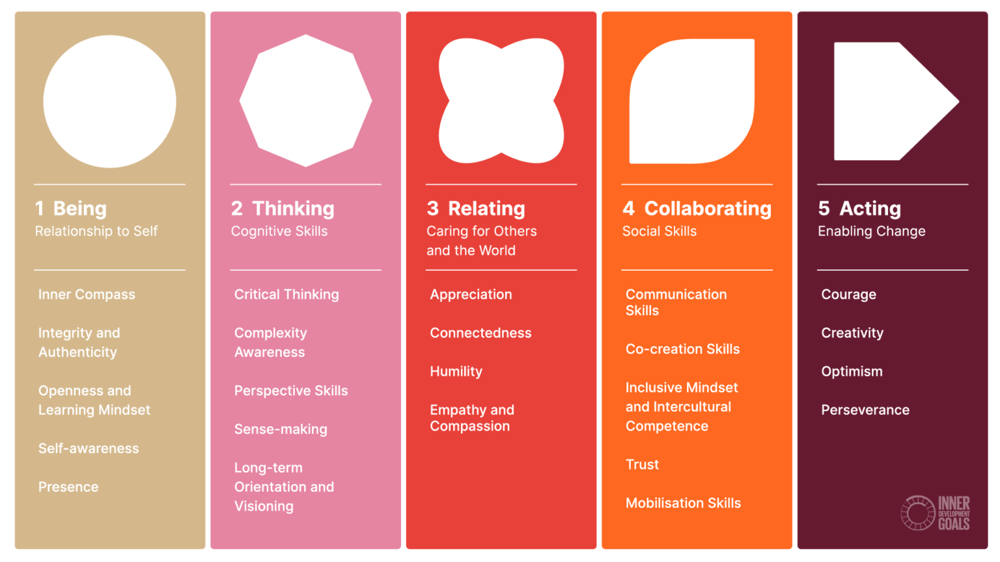 1 Being
Relationship to Self
Inner Compass
Integrity and
Authenticity
Openness and
Learning Mindset
Self-awareness
Presence
2 Thinking
Cognitive Skills
Critical Thinking
Complexity
Awareness
Perspective Skills
Sense-making
Long-term
Orientation and
Visioning
3 Relating
Caring for Others
and the World
Appreciation
Connectedness
Humility
Empathy and
Compassion
4 Collaborating
Social Skills
Communication
Skills
Co-creation Skills
Inclusive Mindset
and Intercultural
Competence
Trust
Mobilisation Skills
5 Acting
Enabling Change
Courage
Creativity
Optimism
Perseverance
INNER
DEVELOPMENT
GOALS